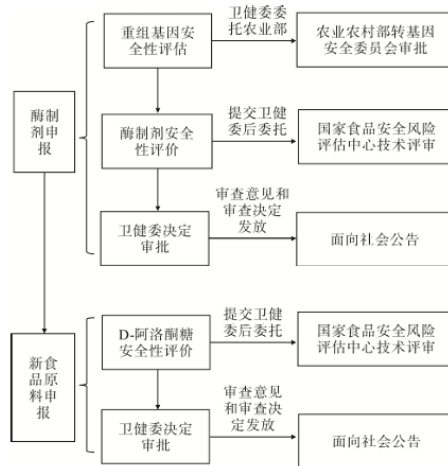 重组基因安
全性评估
卫健委委
托农业部
农业农村部转基因
安全委员会审批
酶制
剂申
报
酶制剂安全
性评价
提交卫健
委后委托
国家食品安全风险
评估中心技术评审
卫健委决定
审批
审查意见和
审查决定
发放
面向社会公告
新食
品原
料申
报
D-阿洛酮糖
安全性评价
提交卫健
委后委托
国家食品安全风险
评估中心技术评审
卫健委决定
审批
审查意见
和审查决
定发放
面向社会公告